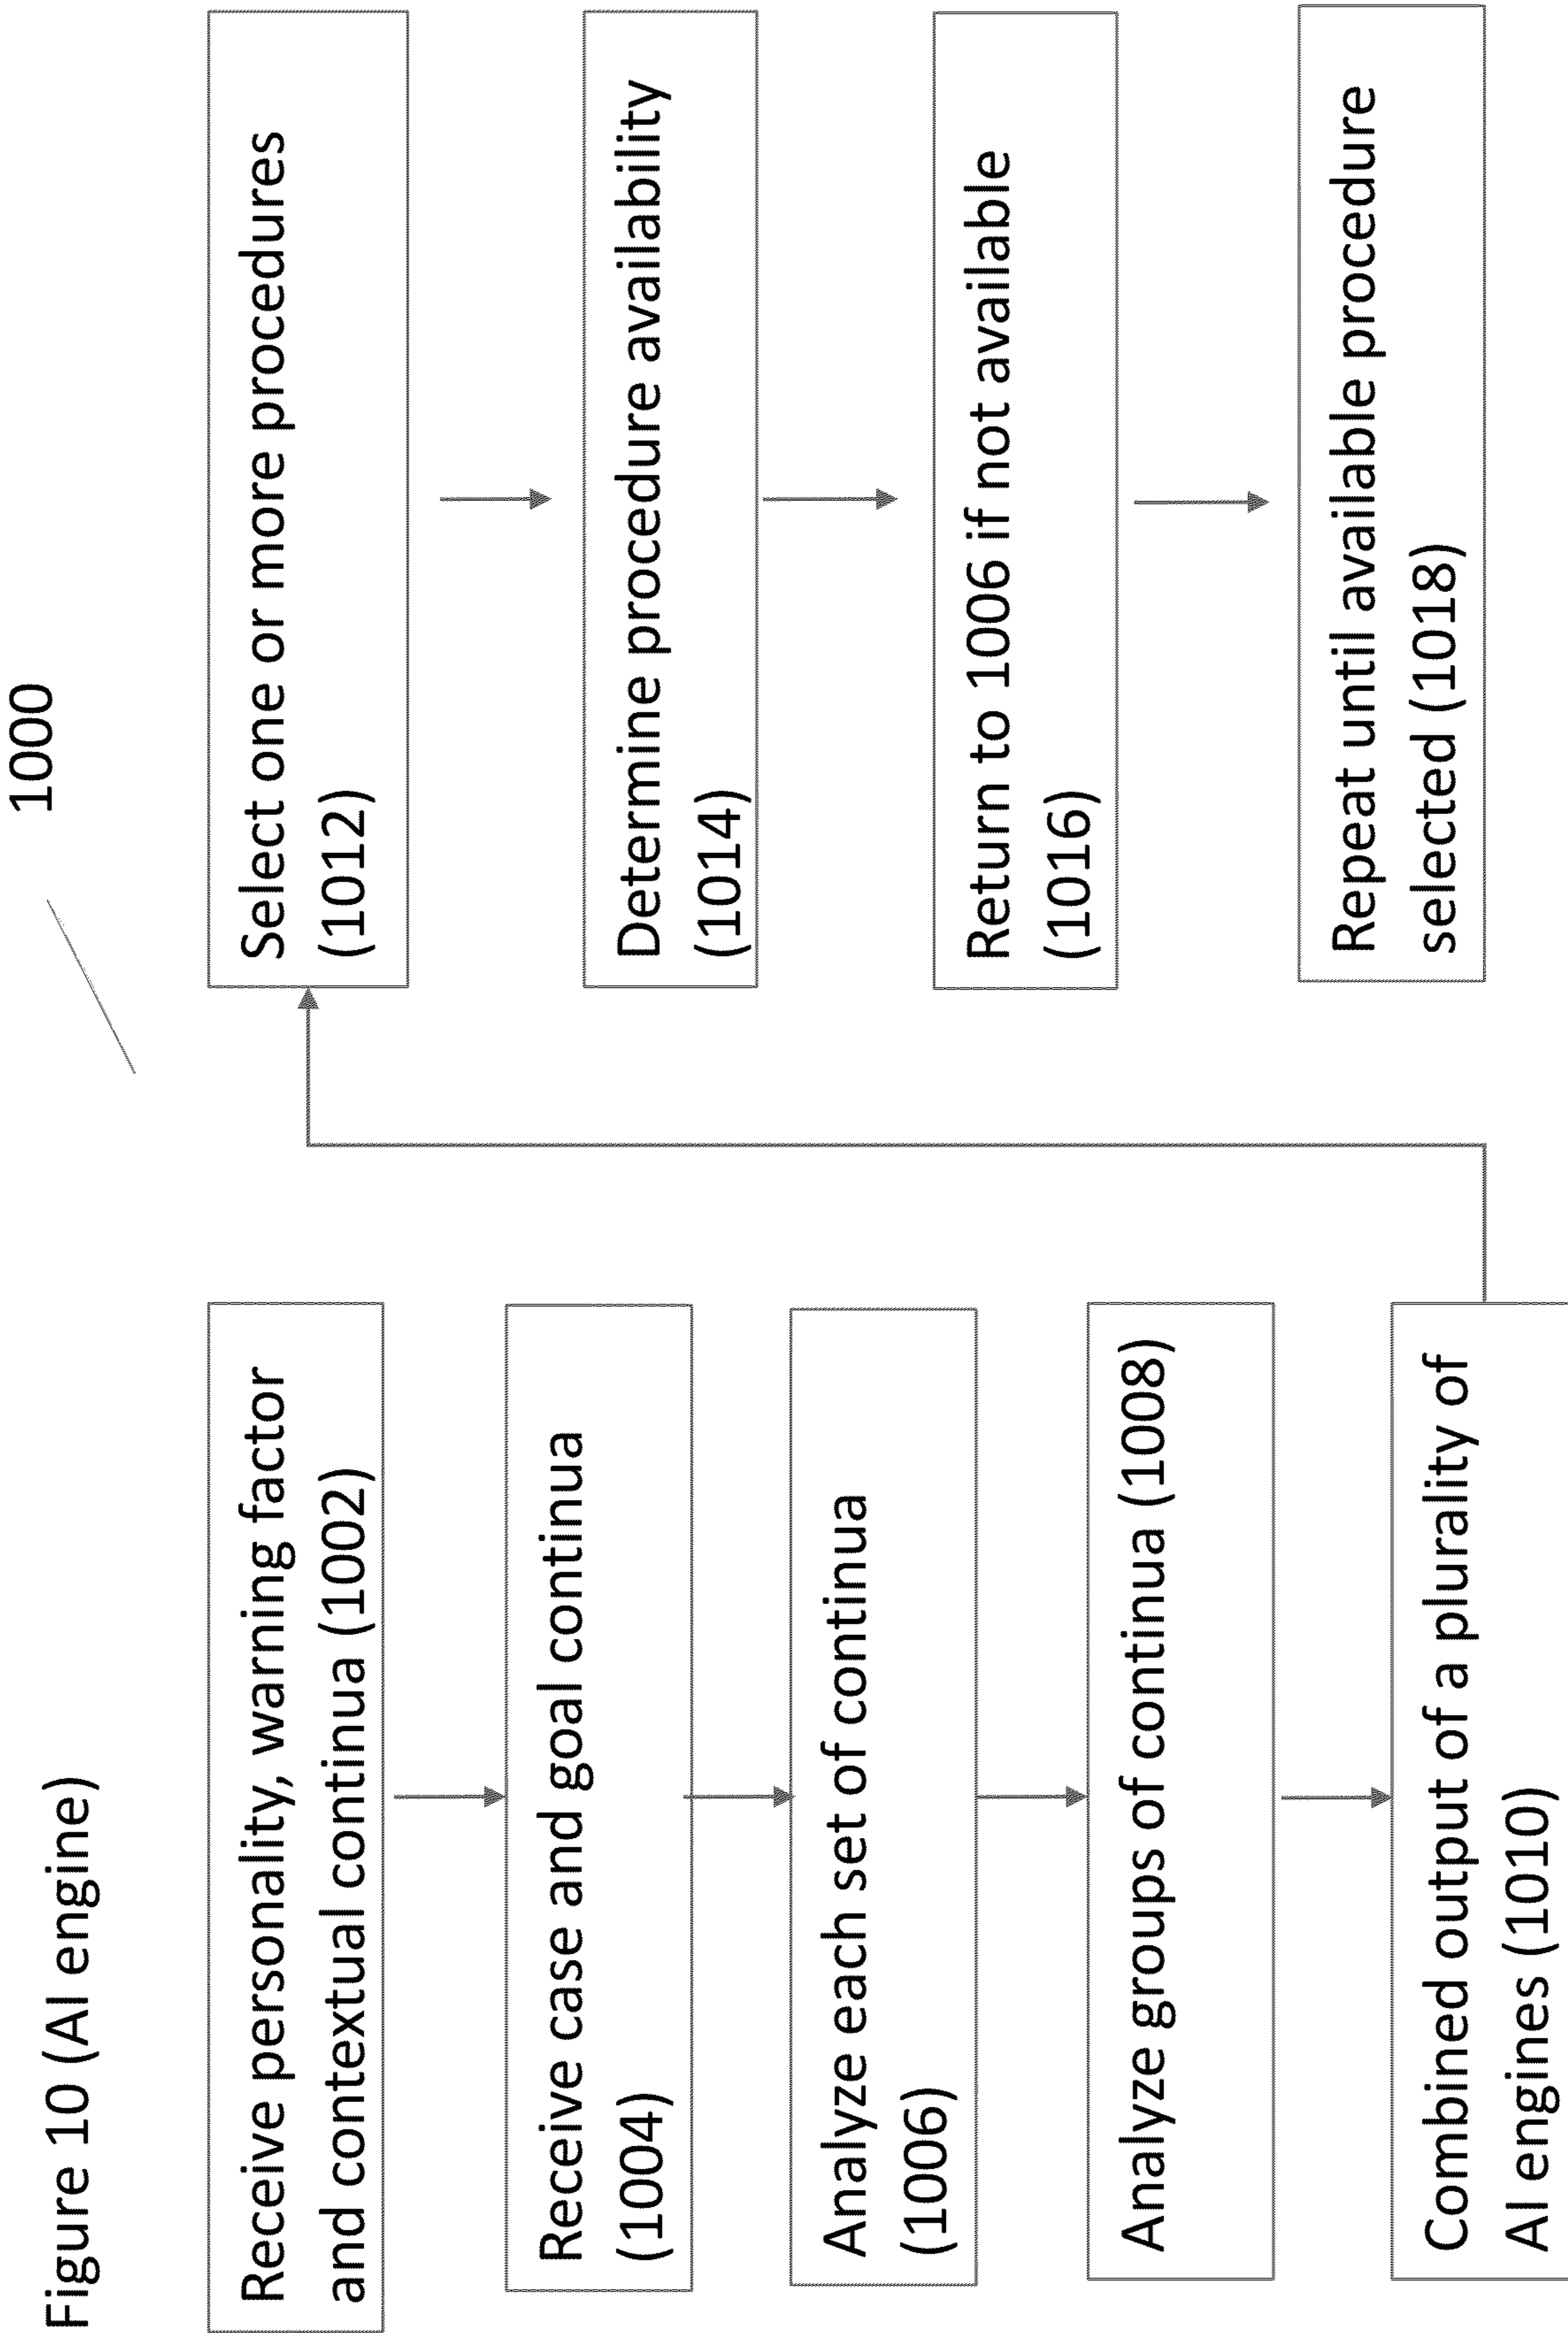 Figure 10 (AI engine)
1000
Receive personality, warning factor
and contextual continua (1002)
Receive case and goal continua
(1004)
Analyze each set of continua
(1006)
Analyze groups of continua (1008)
Combined output of a plurality of
AI engines (1010)
Select one or more procedures
(1012)
Determine procedure availability
(1014)
Return to 1006 if not available
(1016)
Repeat until available procedure
selected (1018)